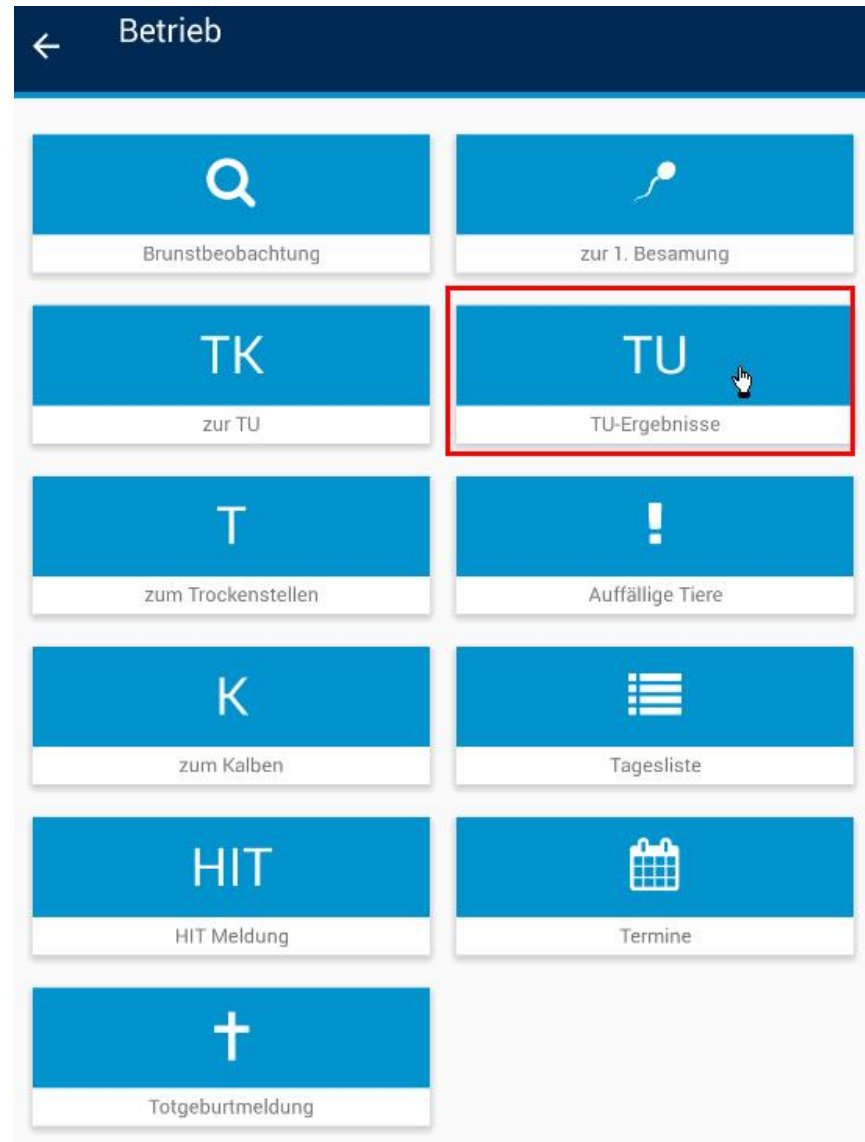 Betrieb
Brunstbeobachtung
zur 1. Besamung
TK
zur TU
TU
TU-Ergebnisse
T
zum Trockenstellen
!
Auffällige Tiere
K
zum Kalben
Tagesliste
HIT
HIT Meldung
Termine
Totgeburtmeldung